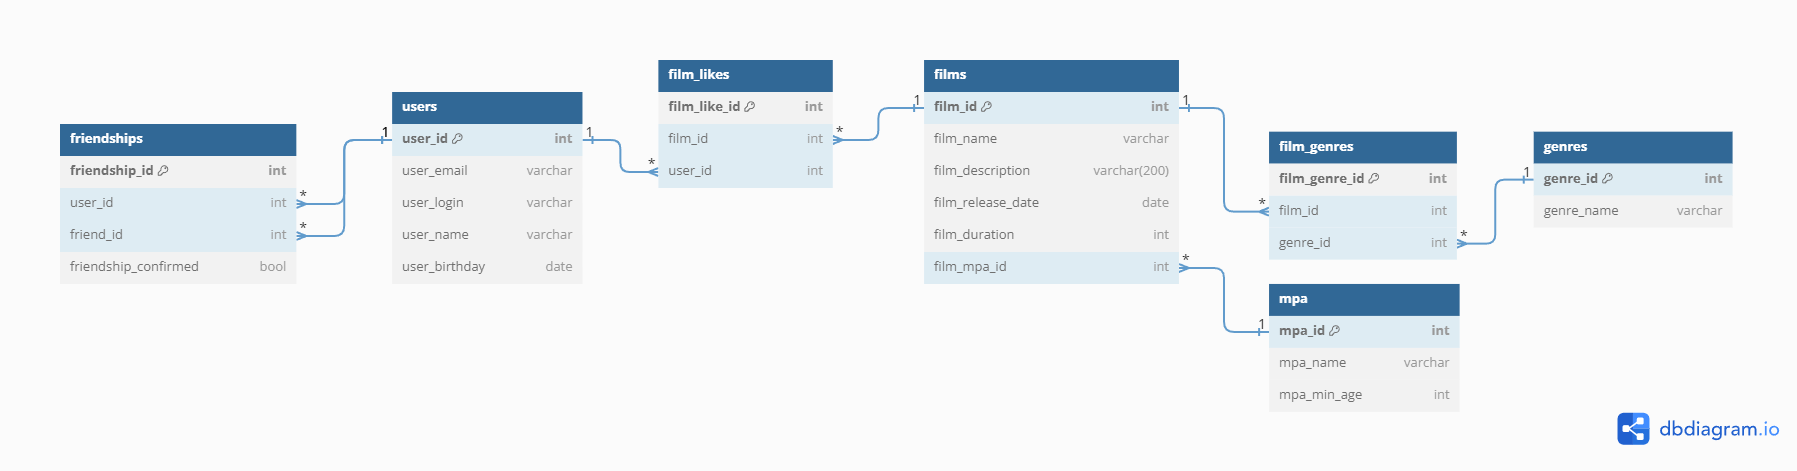 friendships
friendship_id int
user_id int
friend_id int
friendship_confirmed bool
* 
*
1
users
user_id int
user_email varchar
user_login varchar
user_name varchar
user_birthday date
1
*
film_likes
film_like_id int
film_id int
user_id int
*
1
films
film_id int
film_name varchar
film_description varchar(200)
film_release_date date
film_duration int
film_mpa_id int
1
*
*
1
film_genres
film_genre_id int
film_id int
genre_id int
*
1
genres
genre_id int
genre_name varchar
mpa
mpa_id int
mpa_name varchar
mpa_min_age int
dbdiagram.io